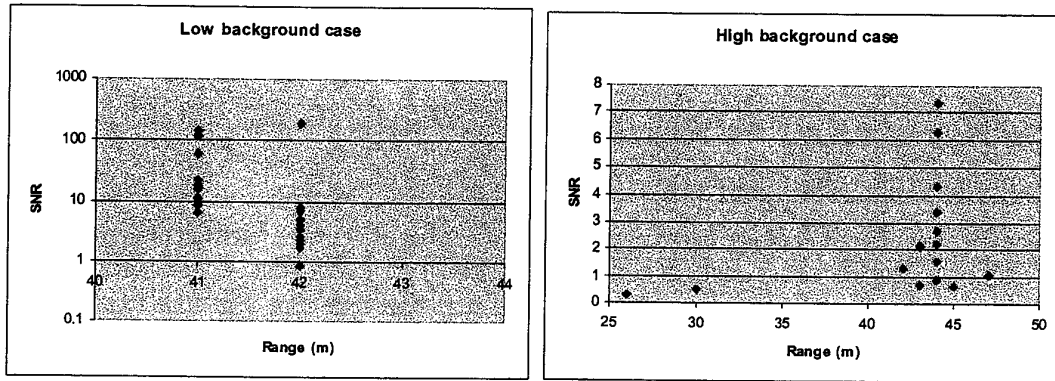 Low background case
1000
100
10
1
0.1
SNR
40 41 42 43 44
Range (m)
High background case
8
7
6
5
4
3
2
1
0
SNR
25 30 35 40 45 50
Range (m)